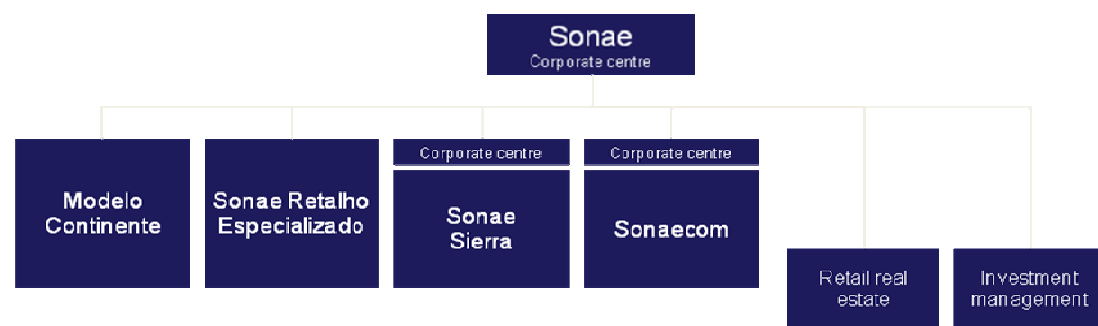 Sonae
Corporate centre
Modelo
Continente
Sonae Retalho
Especializado
Corporate centre
Sonae
Sierra
Corporate centre
Sonaecom
Retail real
estate
Investment
management